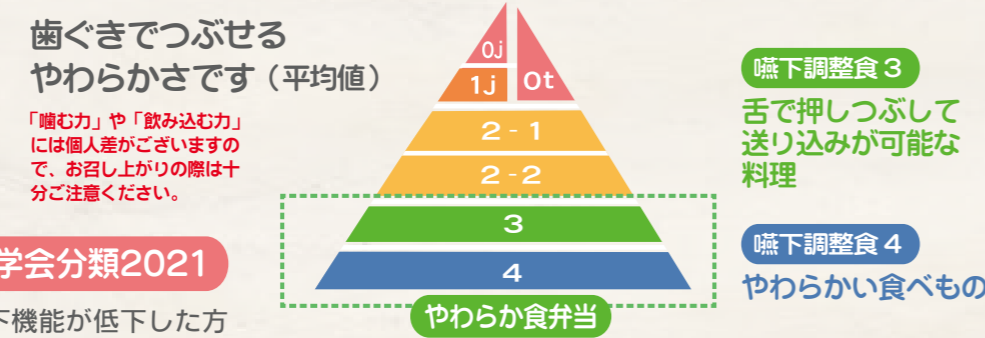 歯ぐきでつぶせる
やわらかさです（平均値）
「噛む力」や「飲み込む力」
には個人差がございますの
で、お召し上がりの際は十
分ご注意ください。
学会分類2021
下機能が低下した方
0j
1j
0t
2-1
2-2
3
4
やわらか食弁当
嚥下調整食3
舌で押しつぶして
送り込みが可能な
料理
嚥下調整食4
やわらかい食べもの